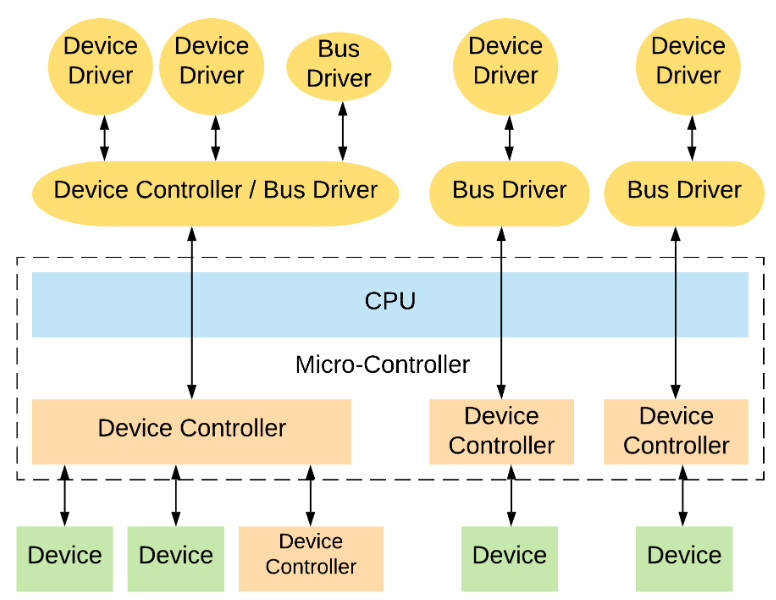 Device
Driver
Device
Driver
Bus
Driver
Device
Driver
Device
Driver
Device Controller / Bus Driver
Bus Driver
Bus Driver
CPU
Micro-Controller
Device Controller
Device
Controller
Device
Controller
Device
Device
Device
Controller
Device
Device